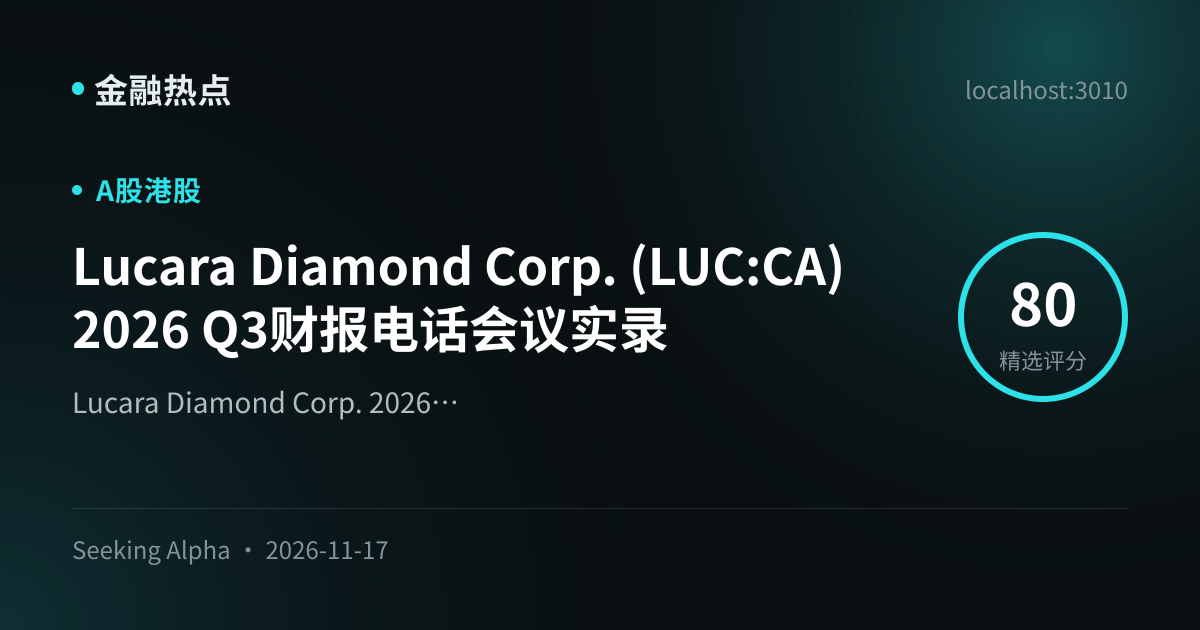 金融热点
localhost:3010
A股港股
Lucara Diamond Corp. (LUC:CA)
2026 Q3财报电话会议实录
80
精选评分
Lucara Diamond Corp. 2026…
Seeking Alpha · 2026-11-17